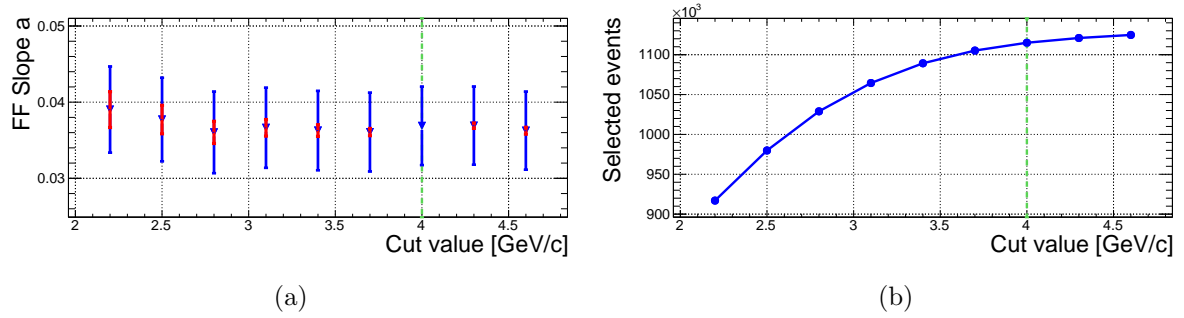 0.05
0.04
0.03
FF Slope a
2 2.5 3 3.5 4 4.5
Cut value [GeV/c]
(a)
×10³
1100
1050
1000
950
900
Selected events
2 2.5 3 3.5 4 4.5
Cut value [GeV/c]
(b)